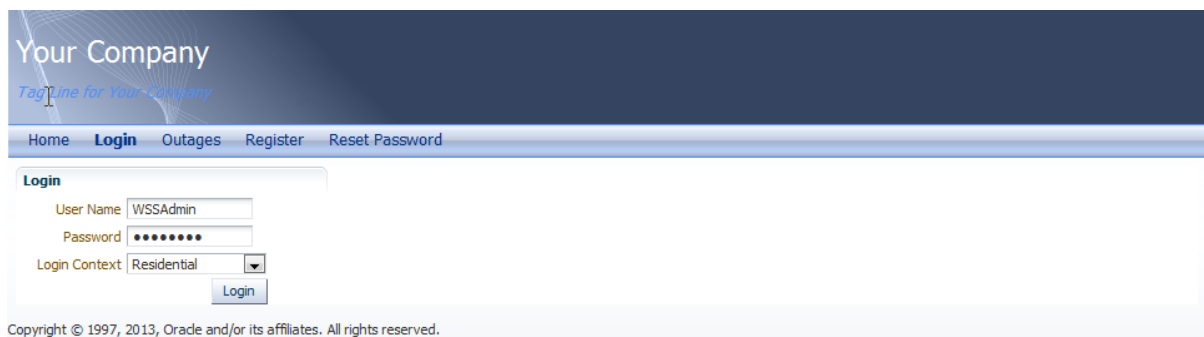 Your Company
Tag Line for Your Company
Home Login Outages Register Reset Password
Login
User Name WSSAdmin
Password ••••••••
Login Context Residential
Login
Copyright © 1997, 2013, Oracle and/or its affiliates. All rights reserved.